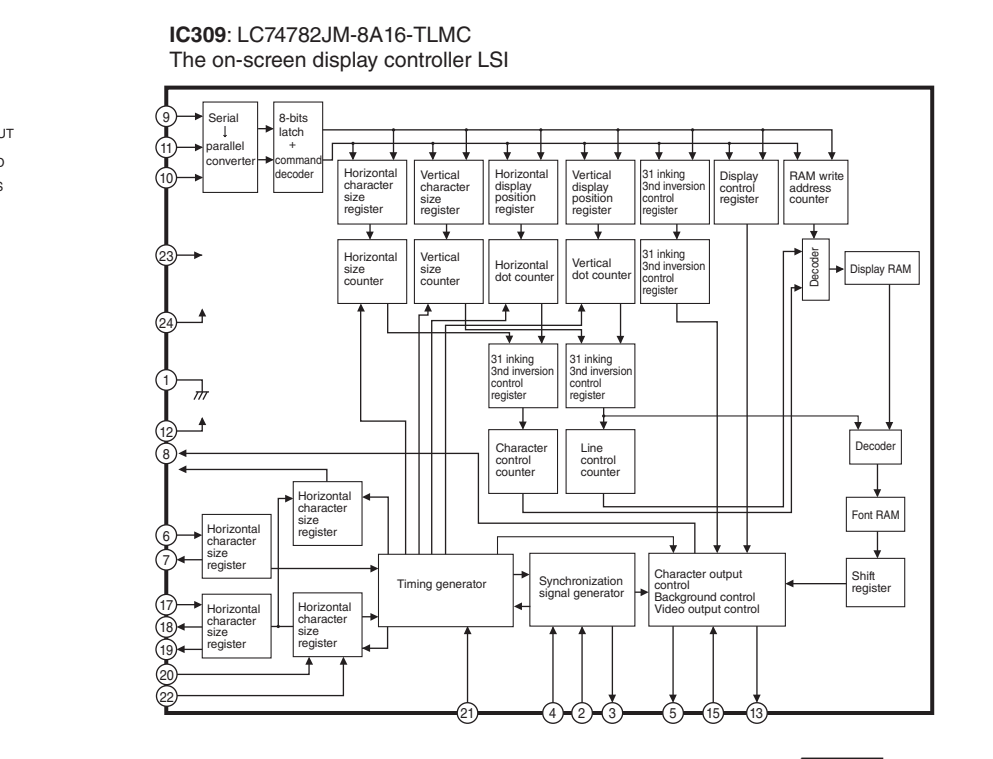 IC309: LC74782JM-8A16-TLMC
The on-screen display controller LSI
UT
9
11
10
Serial
↓
parallel
converter
8-bits
latch
+
command
decoder
Horizontal
character
size
register
Vertical
character
size
register
Horizontal
display
position
register
Vertical
display
position
register
31 inking
3nd inversion
control
register
Display
control
register
RAM write
address
counter
23
24
1
12
8
Horizontal
size
counter
Vertical
size
counter
Horizontal
dot counter
Vertical
dot counter
31 inking
3nd inversion
control
register
Decoder
Display RAM
31 inking
3nd inversion
control
register
31 inking
3nd inversion
control
register
Character
control
counter
Line
control
counter
Decoder
Font RAM
Shift
register
6
7
Horizontal
character
size
register
Horizontal
character
size
register
17
18
19
20
22
Horizontal
character
size
register
Horizontal
character
size
register
Timing generator
Synchronization
signal generator
Character output
control
Background control
Video output control
21
4
2
3
5
15
13